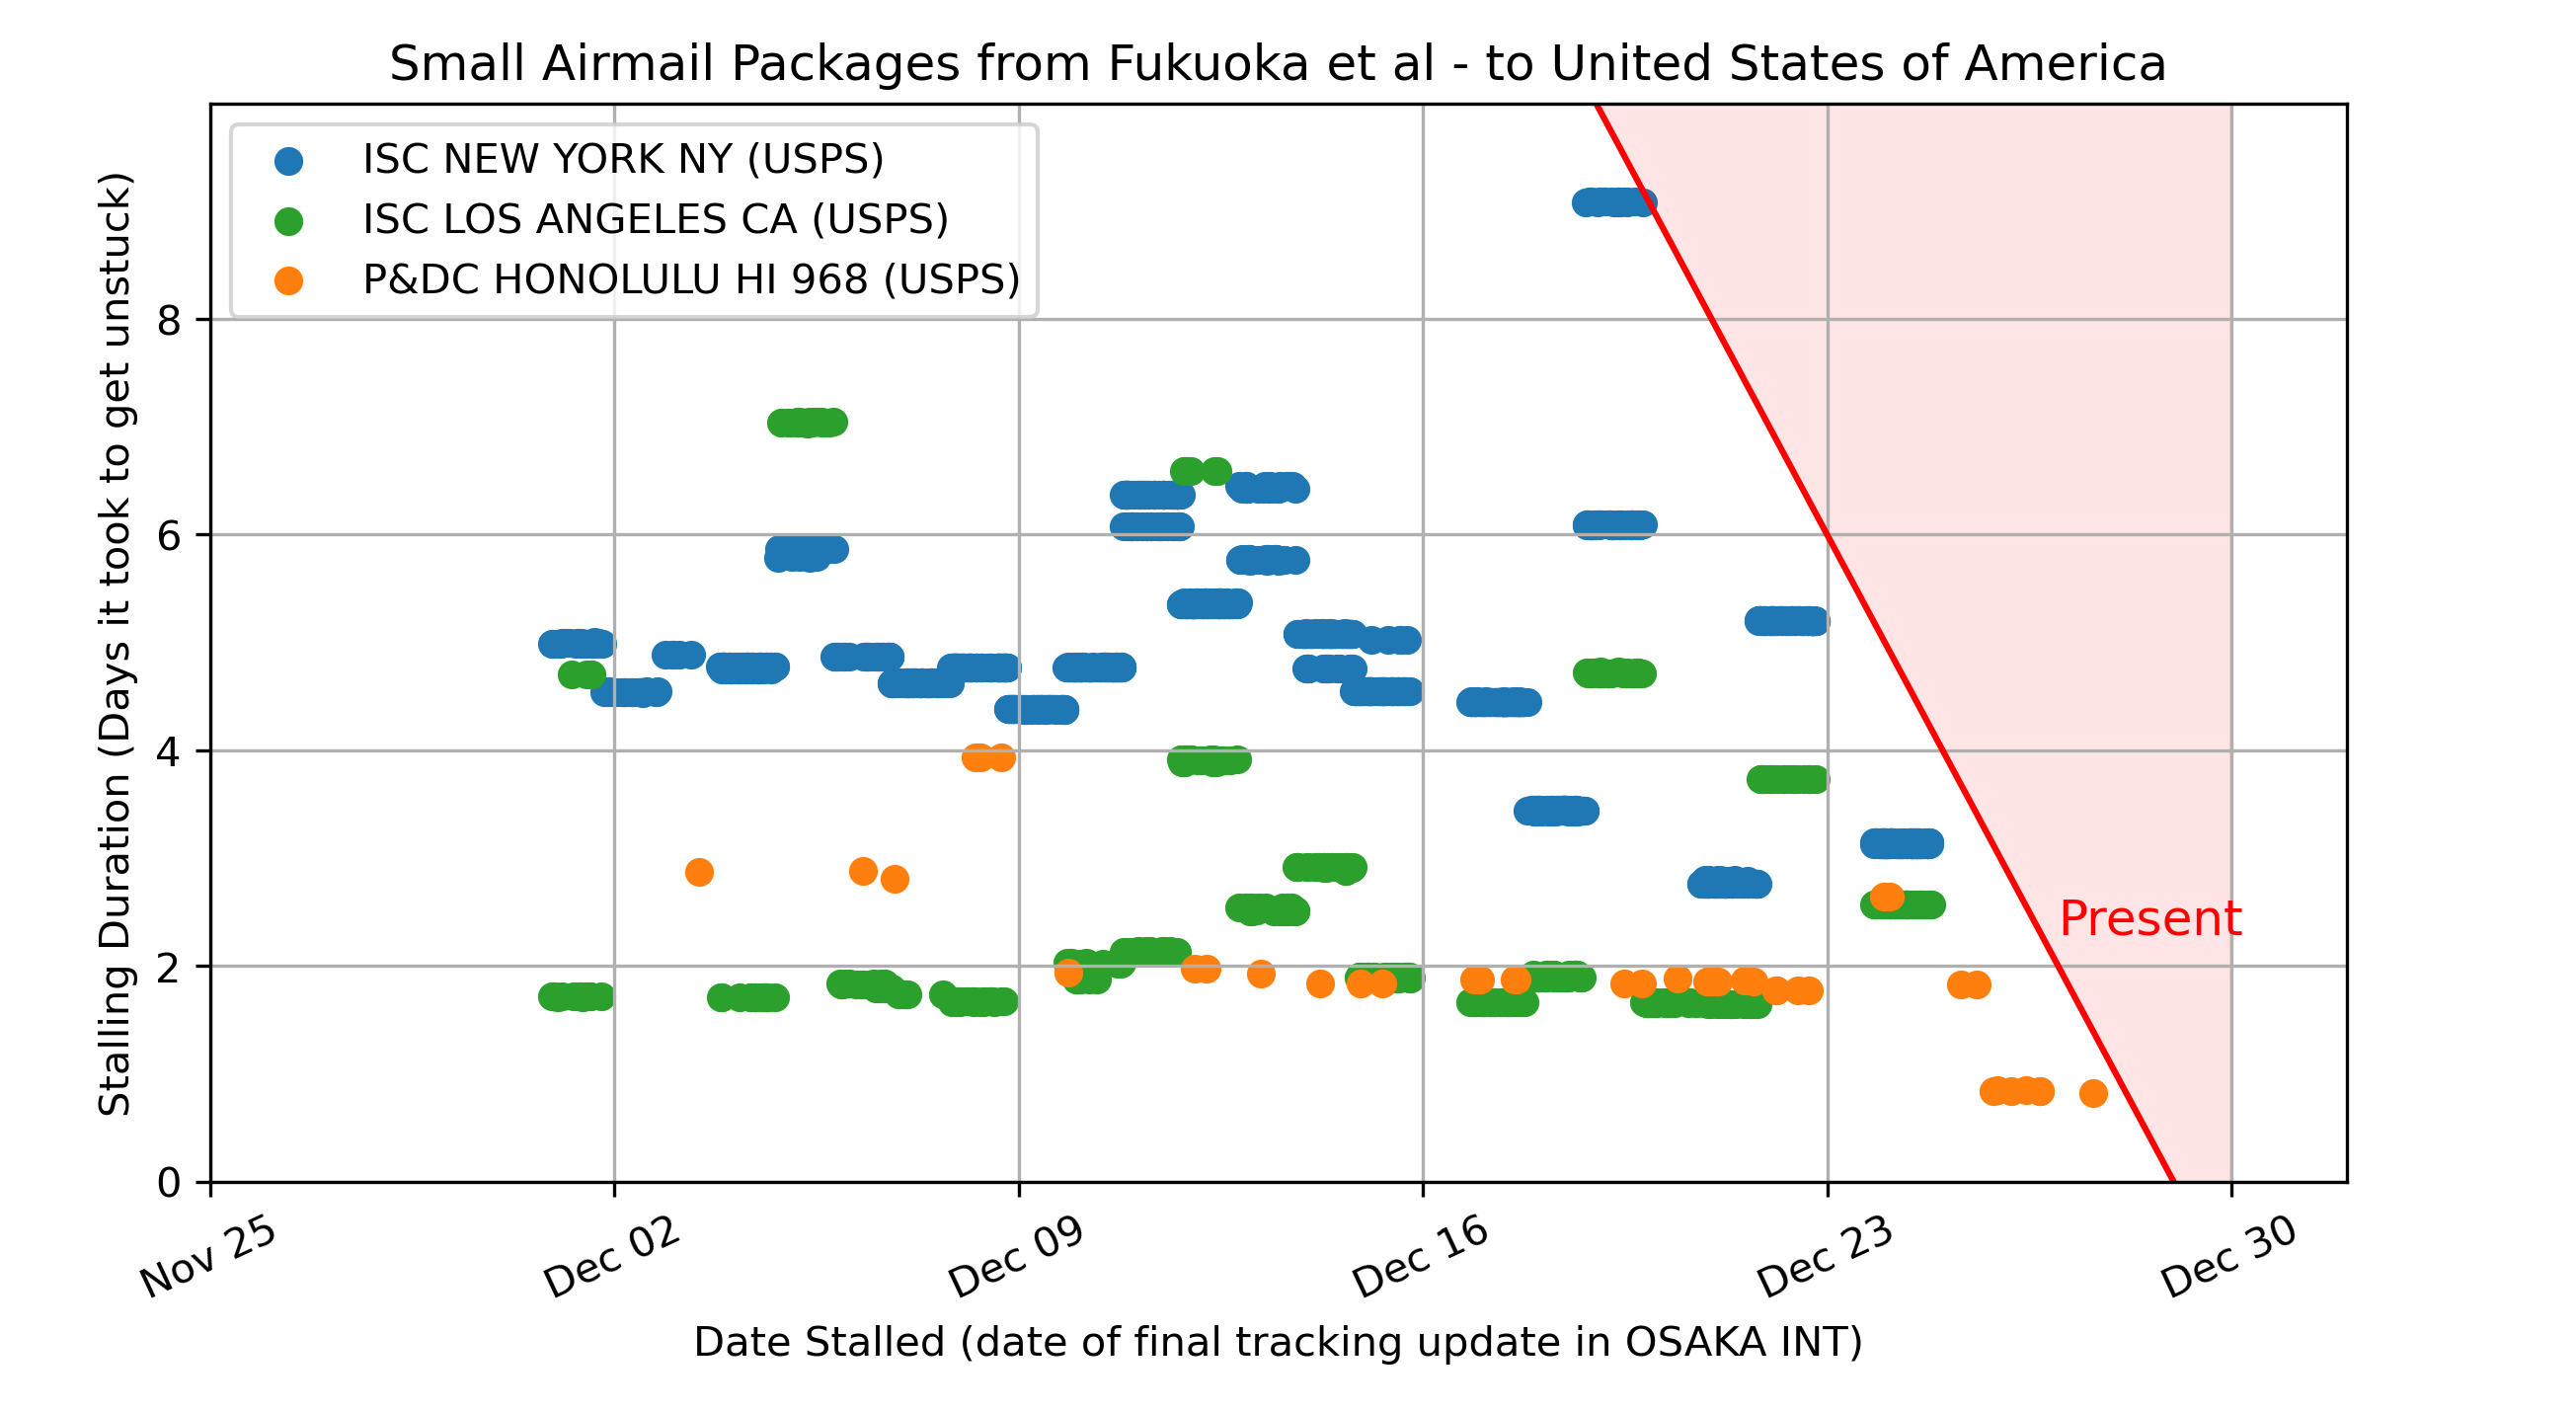 Small Airmail Packages from Fukuoka et al - to United States of America
ISC NEW YORK NY (USPS)
ISC LOS ANGELES CA (USPS)
P&DC HONOLULU HI 968 (USPS)
Stalling Duration (Days it took to get unstuck)
8
6
4
2
0
Present
Nov 25
Dec 02
Dec 09
Dec 16
Dec 23
Dec 30
Date Stalled (date of final tracking update in OSAKA INT)